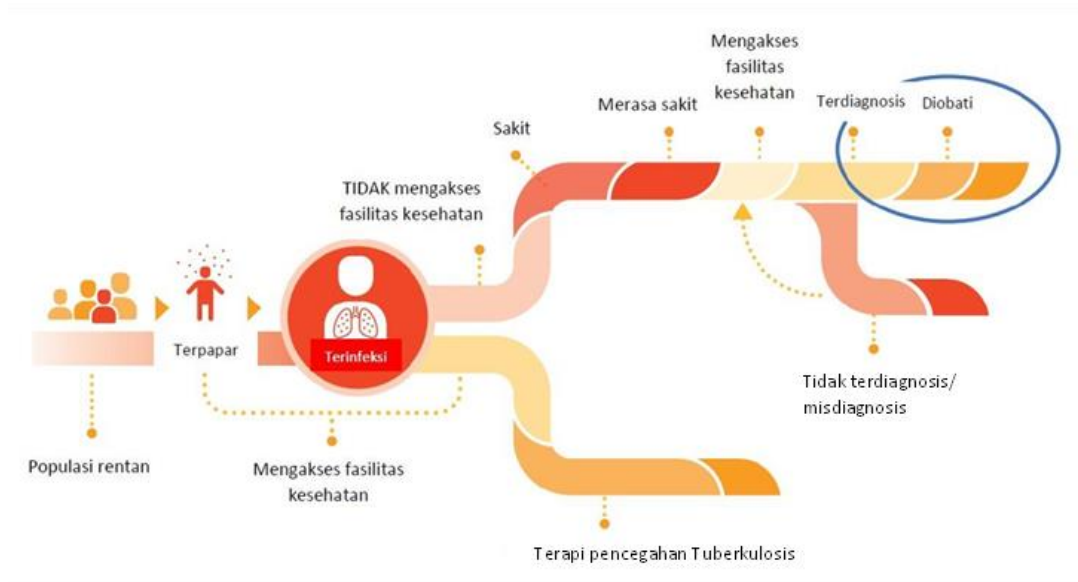 Mengakses
fasilitas
kesehatan
Terdiagnosis
Diobati
Merasa sakit
Sakit
TIDAK mengakses
fasilitas kesehatan
Terpapar
Terinfeksi
Tidak terdiagnosis/
misdiagnosis
Populasi rentan
Mengakses fasilitas
kesehatan
Terapi pencegahan Tuberkulosis